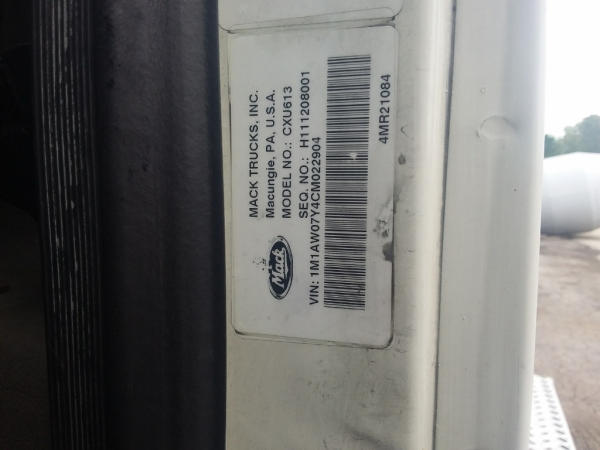 MACK TRUCKS, INC.
Macungie, PA, U.S.A.
MODEL NO.: CXU613
SEQ. NO.: H111208001
Mack
VIN: 1M1AW07Y4CM022904
4MR21084